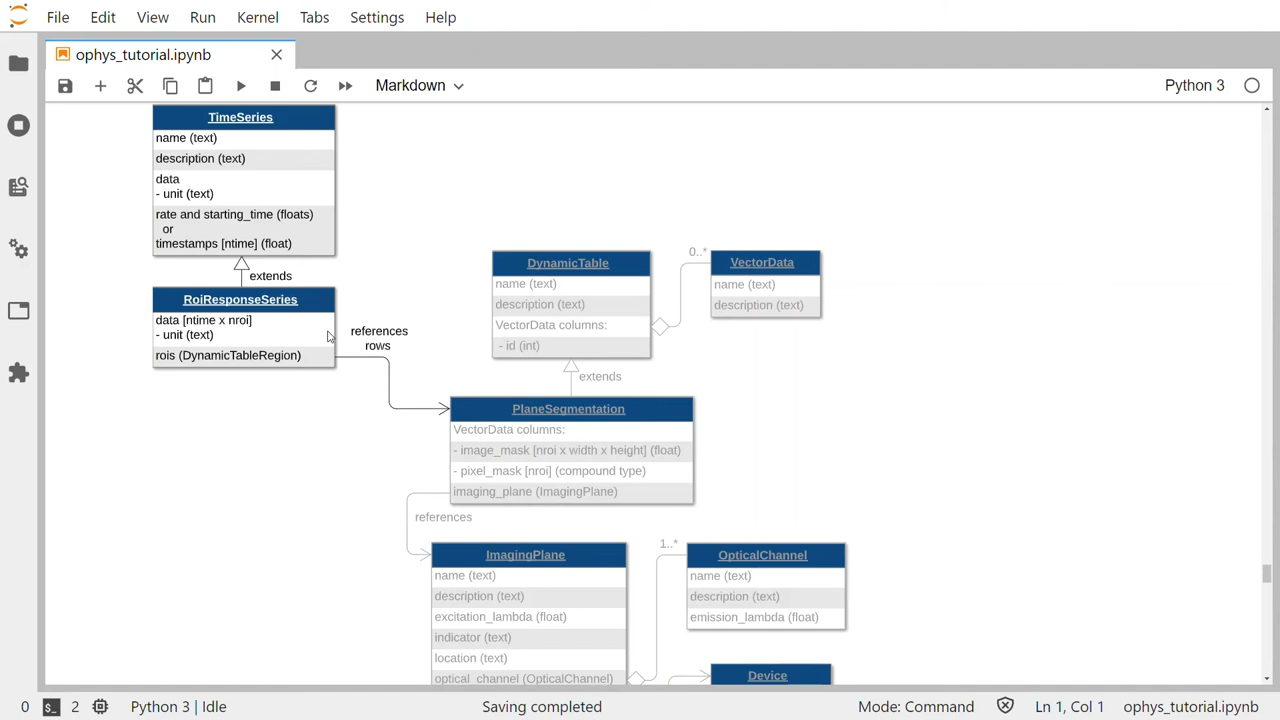 File Edit View Run Kernel Tabs Settings Help
ophys_tutorial.ipynb
Markdown
Python 3
TimeSeries
name (text)
description (text)
data
- unit (text)
rate and starting_time (floats)
or
timestamps [ntime] (float)
extends
RoiResponseSeries
data [ntime x nroi]
- unit (text)
rois (DynamicTableRegion)
references
rows
DynamicTable
name (text)
description (text)
VectorData columns:
- id (int)
0..*
VectorData
name (text)
description (text)
extends
PlaneSegmentation
VectorData columns:
- image_mask [nroi x width x height] (float)
- pixel_mask [nroi] (compound type)
imaging_plane (ImagingPlane)
references
ImagingPlane
name (text)
description (text)
excitation_lambda (float)
indicator (text)
location (text)
optical_channel (OpticalChannel)
1..*
OpticalChannel
name (text)
description (text)
emission_lambda (float)
Device
0 2 Python 3 | Idle Saving completed Mode: Command Ln 1, Col 1 ophys_tutorial.ipynb